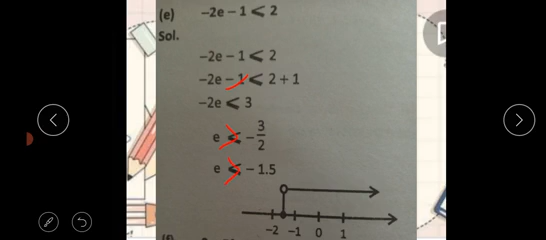 (e) -2e - 1 ⩽ 2
Sol.
-2e - 1 ⩽ 2
-2e - 1 ⩽ 2 + 1
-2e ⩽ 3
e ⩽ -3/2
e ⩽ - 1.5
-2 -1 0 1